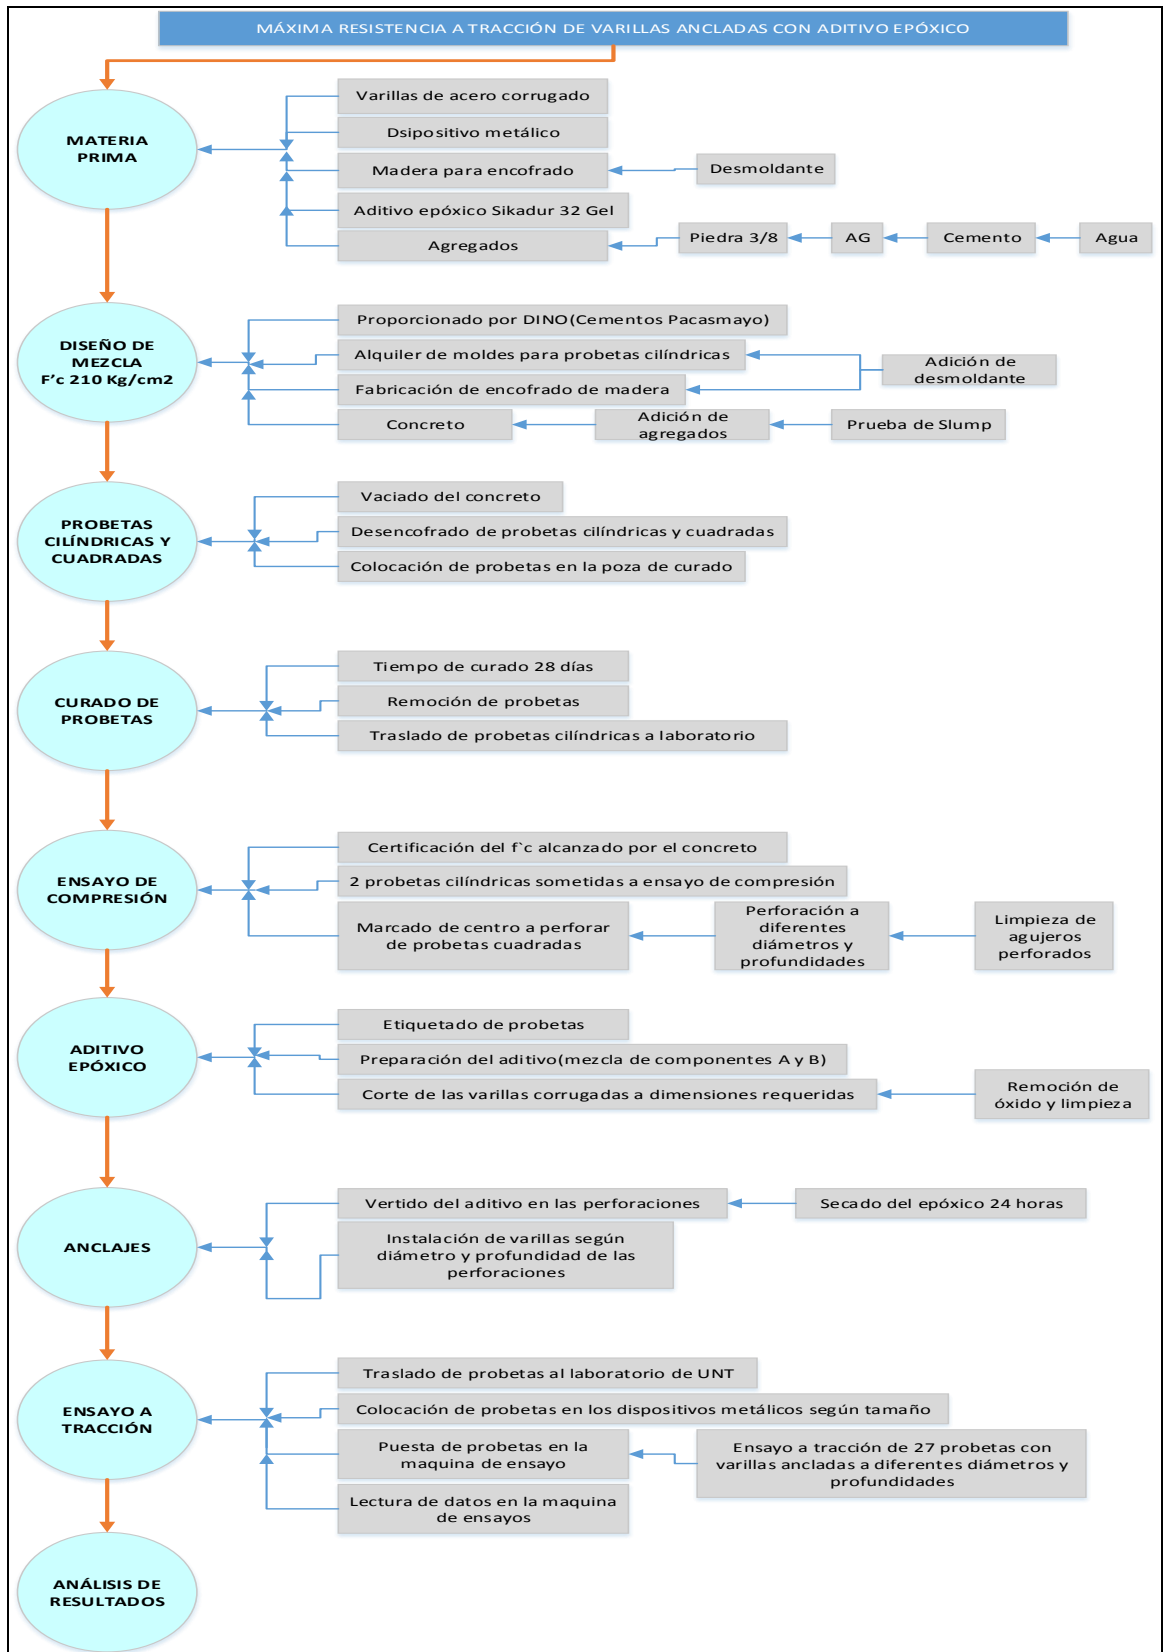 MÁXIMA RESISTENCIA A TRACCIÓN DE VARILLAS ANCLADAS CON ADITIVO EPÓXICO
MATERIA
PRIMA
Varillas de acero corrugado
Dsipositivo metálico
Madera para encofrado
Desmoldante
Aditivo epóxico Sikadur 32 Gel
Agregados
Piedra 3/8
AG
Cemento
Agua
DISEÑO DE
MEZCLA
F'c 210 Kg/cm2
Proporcionado por DINO(Cementos Pacasmayo)
Alquiler de moldes para probetas cilíndricas
Fabricación de encofrado de madera
Adición de
desmoldante
Concreto
Adición de
agregados
Prueba de Slump
PROBETAS
CILÍNDRICAS Y
CUADRADAS
Vaciado del concreto
Desencofrado de probetas cilíndricas y cuadradas
Colocación de probetas en la poza de curado
CURADO DE
PROBETAS
Tiempo de curado 28 días
Remoción de probetas
Traslado de probetas cilíndricas a laboratorio
ENSAYO DE
COMPRESIÓN
Certificación del f`c alcanzado por el concreto
2 probetas cilíndricas sometidas a ensayo de compresión
Marcado de centro a perforar
de probetas cuadradas
Perforación a
diferentes
diámetros y
profundidades
Limpieza de
agujeros
perforados
ADITIVO
EPÓXICO
Etiquetado de probetas
Preparación del aditivo(mezcla de componentes A y B)
Corte de las varillas corrugadas a dimensiones requeridas
Remoción de
óxido y limpieza
ANCLAJES
Vertido del aditivo en las perforaciones
Secado del epóxico 24 horas
Instalación de varillas según
diámetro y profundidad de las
perforaciones
ENSAYO A
TRACCIÓN
Traslado de probetas al laboratorio de UNT
Colocación de probetas en los dispositivos metálicos según tamaño
Puesta de probetas en la
maquina de ensayo
Ensayo a tracción de 27 probetas con
varillas ancladas a diferentes diámetros y
profundidades
Lectura de datos en la maquina
de ensayos
ANÁLISIS DE
RESULTADOS